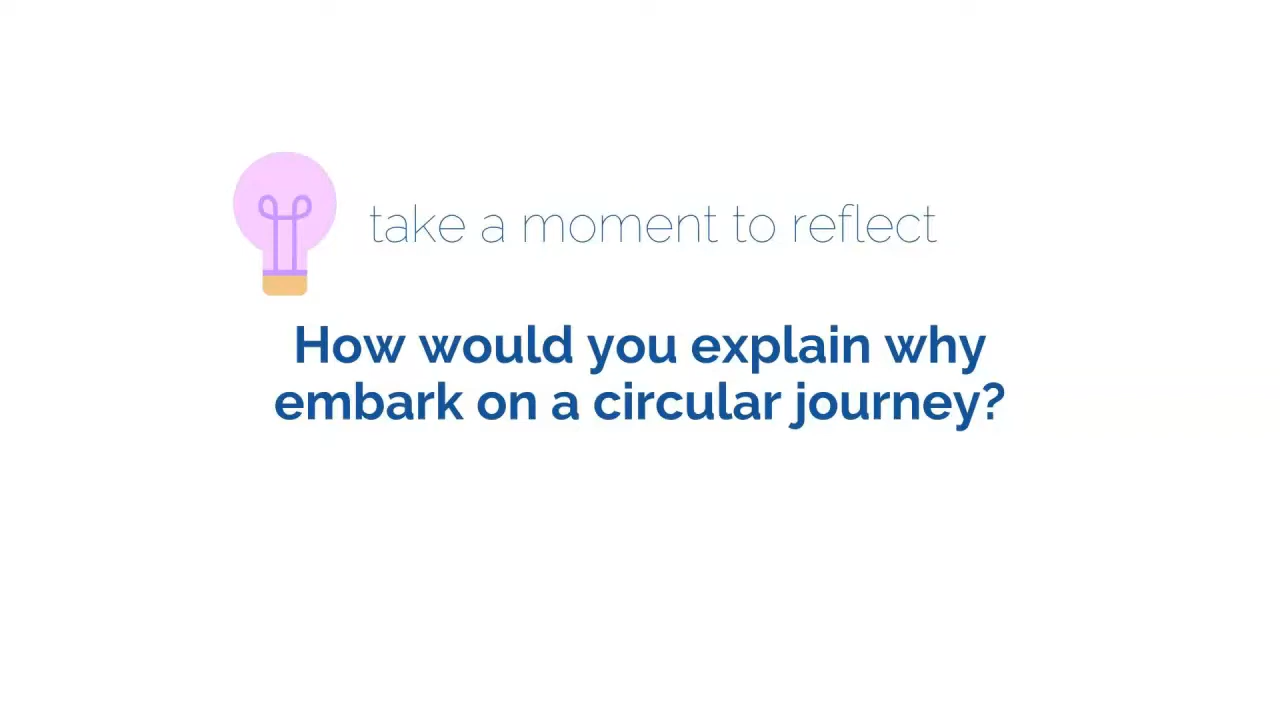 take a moment to reflect
How would you explain why
embark on a circular journey?